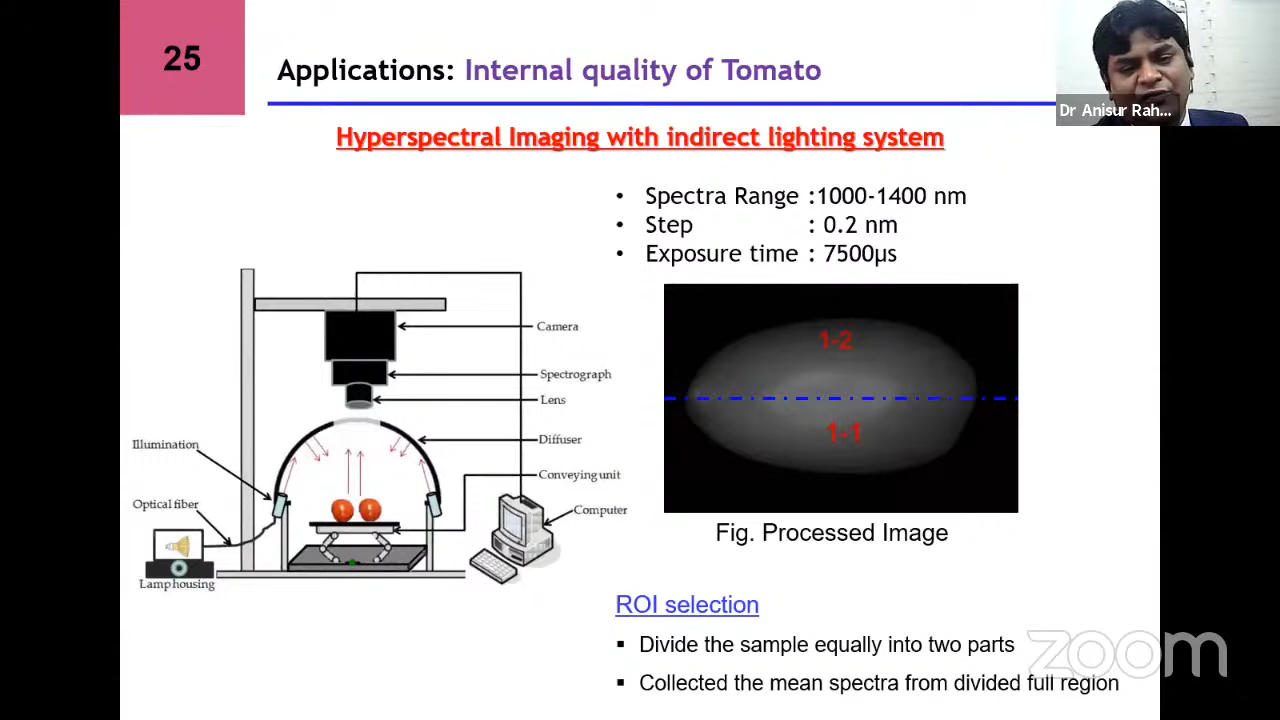 25
Applications: Internal quality of Tomato
Dr Anisur Rah...
Hyperspectral Imaging with indirect lighting system
• Spectra Range :1000-1400 nm
• Step : 0.2 nm
• Exposure time : 7500µs
Camera
Spectrograph
Lens
Diffuser
Illumination
Conveying unit
Optical fiber
Computer
Lamp housing
1-2
1-1
Fig. Processed Image
ROI selection
▪ Divide the sample equally into two parts
▪ Collected the mean spectra from divided full region
zoom